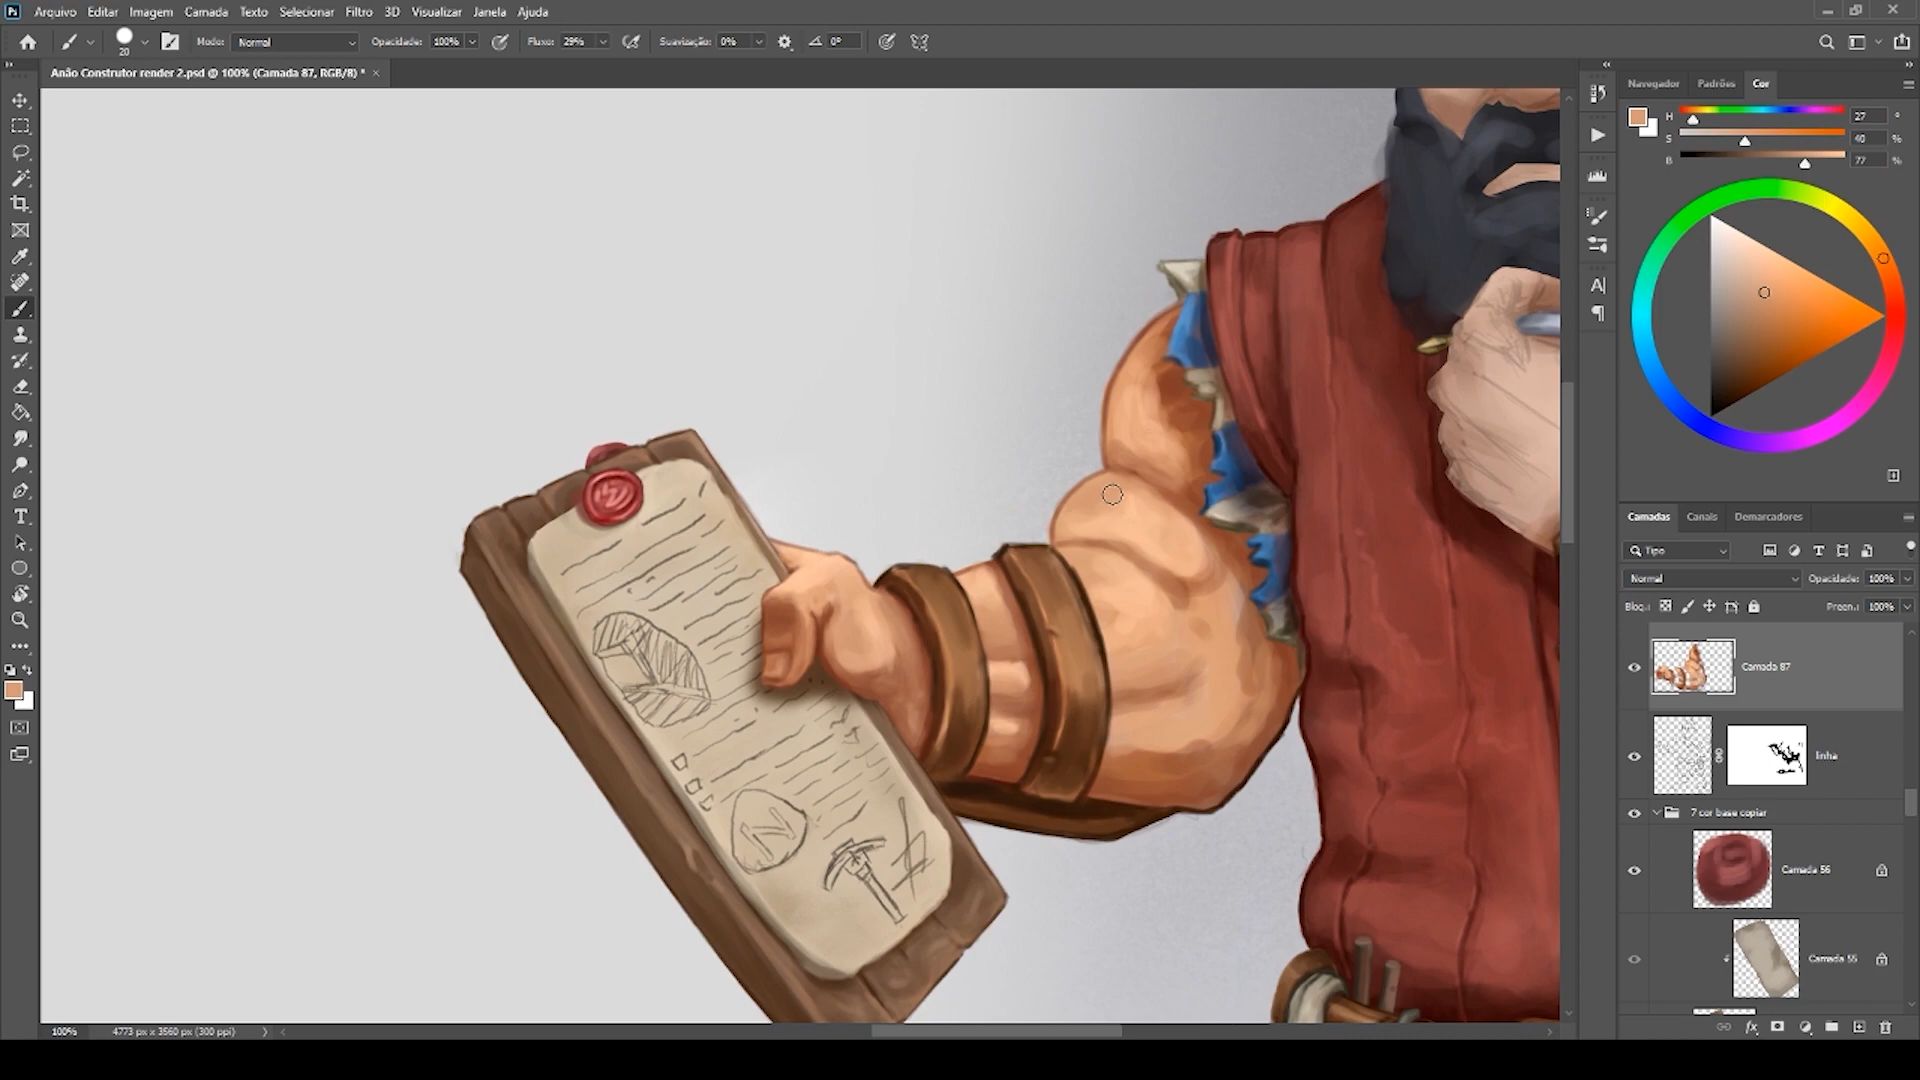 Ps Arquivo Editar Imagem Camada Texto Selecionar Filtro 3D Visualizar Janela Ajuda
20 Modo: Normal Opacidade: 100% Fluxo: 29% Suavização: 0% 0°
Anão Construtor render 2.psd @ 100% (Camada 87, RGB/8) *
Navegador Padrões Cor
H 27 °
S 40 %
B 77 %
Camadas Canais Demarcadores
Tipo
Normal Opacidade: 100%
Bloq.: Preen.: 100%
Camada 87
linha
7 cor base copiar
Camada 56
Camada 55
100% 4773 px x 3560 px (300 ppi)